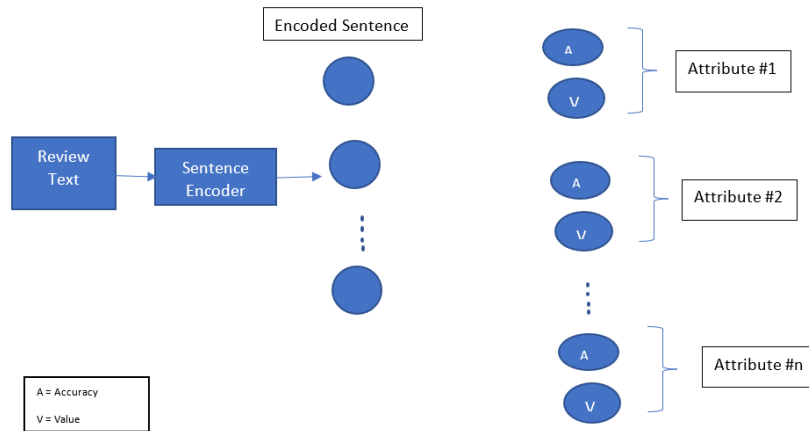 Encoded Sentence
A
V
Attribute #1
Review
Text
Sentence
Encoder
A
V
Attribute #2
A
V
Attribute #n
A = Accuracy
V = Value